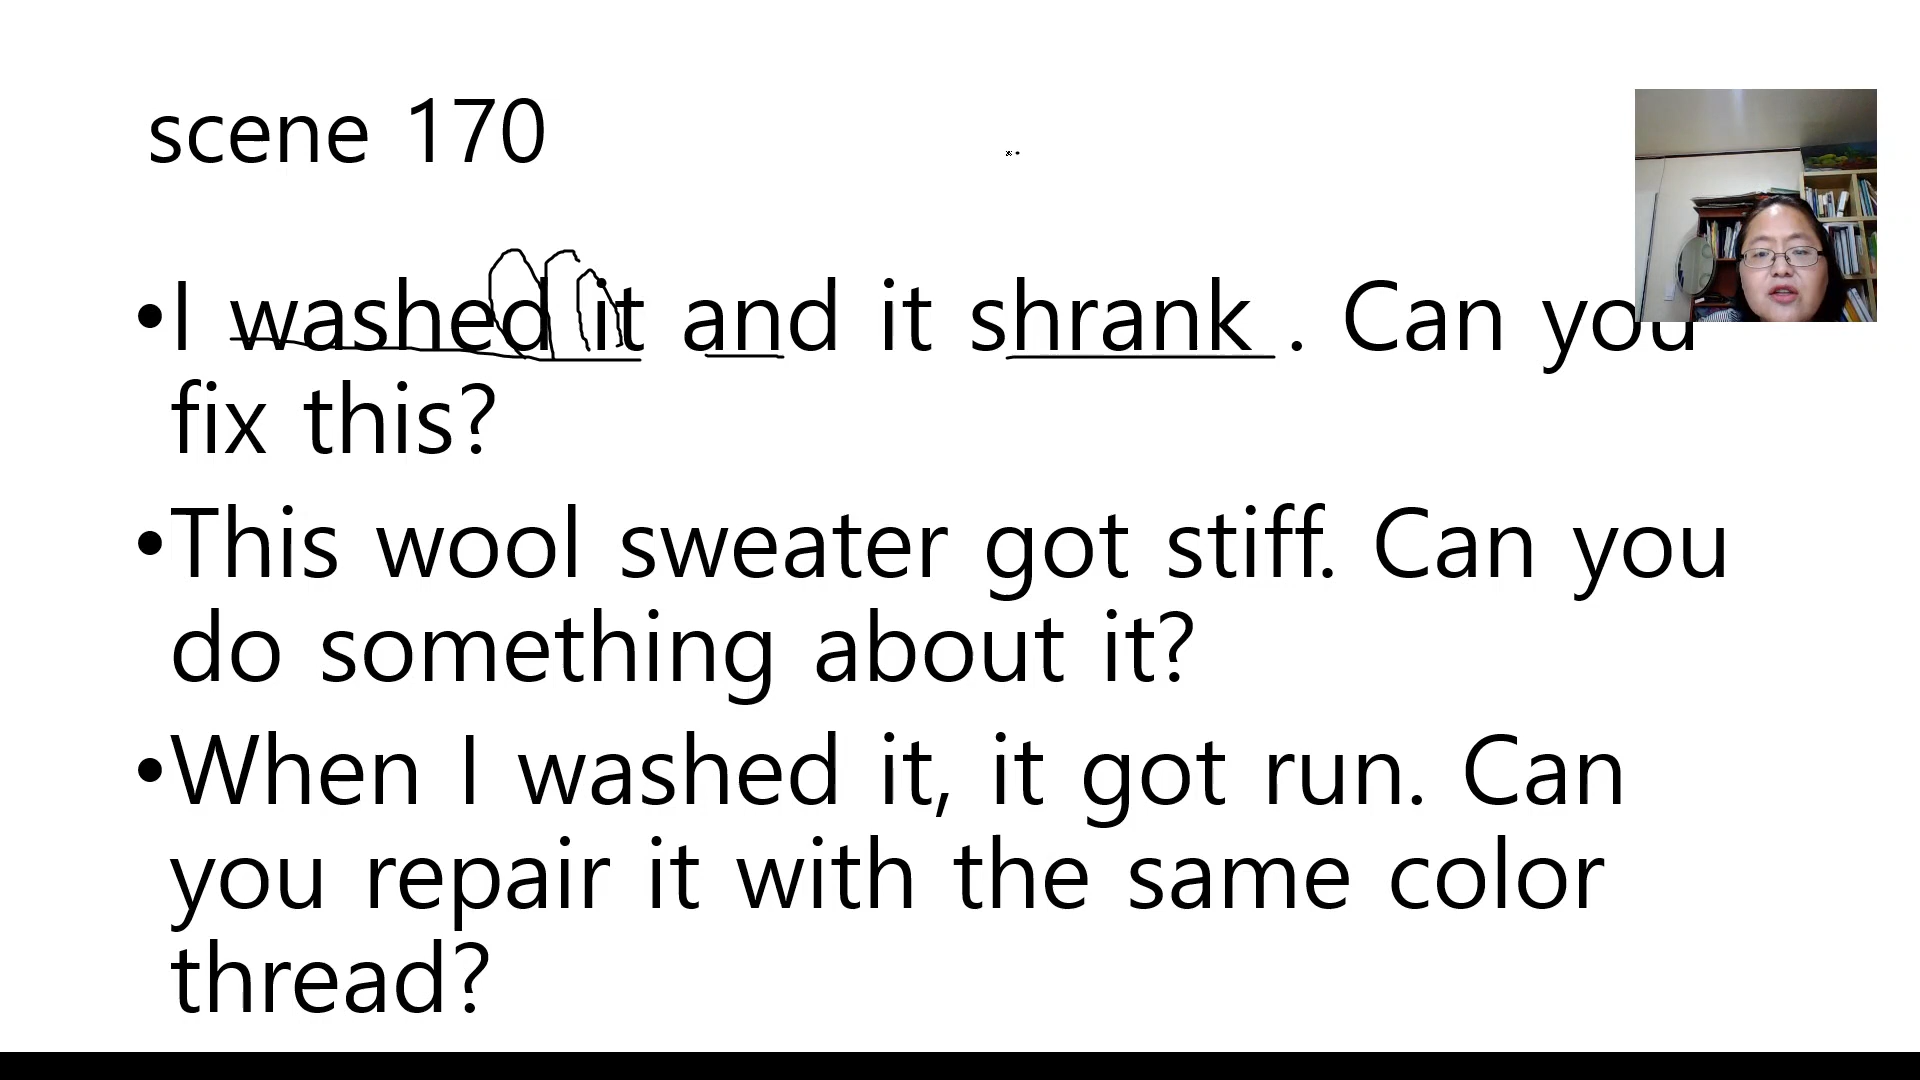 scene 170
•I washed it and it shrank . Can you
fix this?
•This wool sweater got stiff. Can you
do something about it?
•When I washed it, it got run. Can
you repair it with the same color
thread?